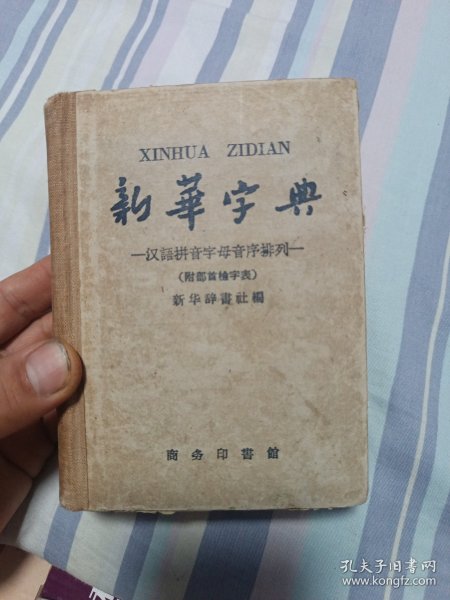 XINHUA ZIDIAN
新華字典
—汉語拼音字母音序排列—
（附部首檢字表）
新华辞書社編
商务印書館
孔夫子旧书网
www.kongfz.com